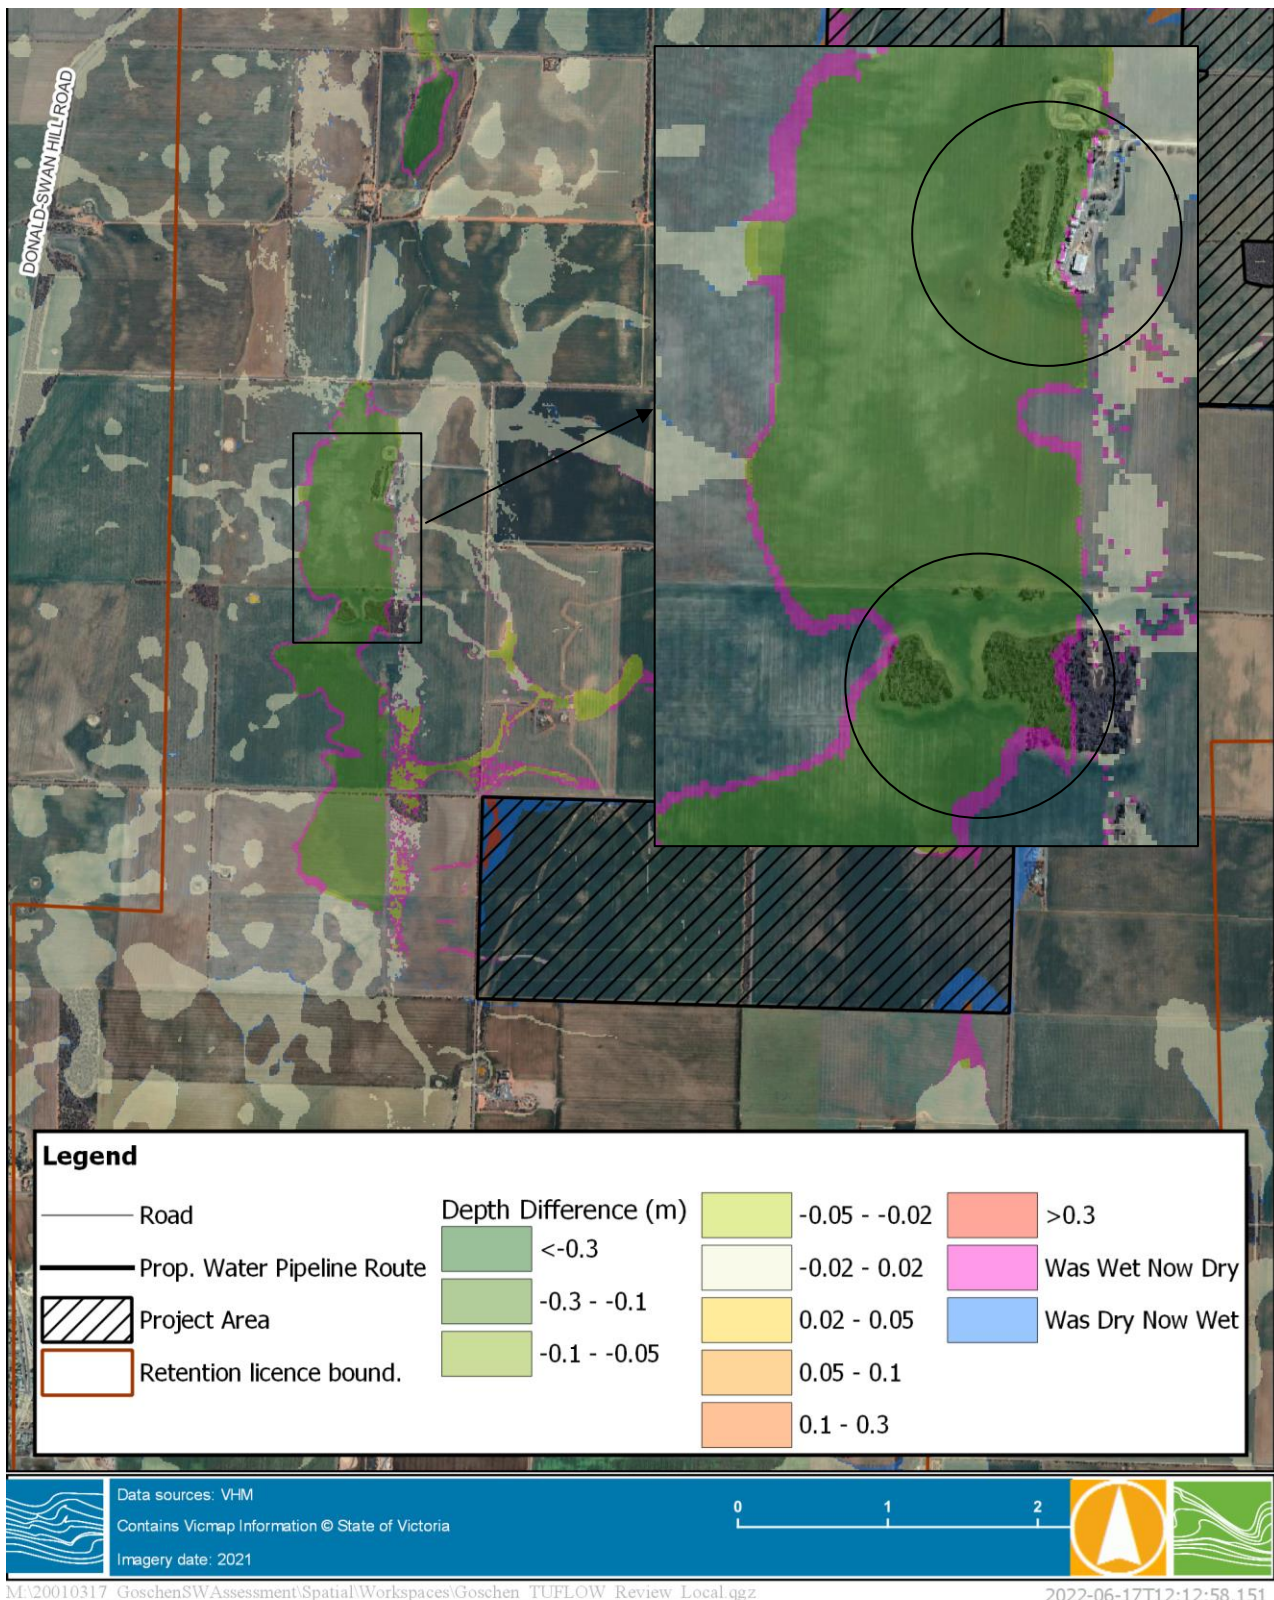 DONALD-SWAN HILL ROAD
Legend
Road
Prop. Water Pipeline Route
Project Area
Retention licence bound.
Depth Difference (m)
<-0.3
-0.3 - -0.1
-0.1 - -0.05
-0.05 - -0.02
-0.02 - 0.02
0.02 - 0.05
0.05 - 0.1
0.1 - 0.3
>0.3
Was Wet Now Dry
Was Dry Now Wet
Data sources: VHM
Contains Vicmap Information © State of Victoria
Imagery date: 2021
0 1 2
M:\20010317_GoschenSWAssessment\Spatial\Workspaces\Goschen_TUFLOW_Review_Local.qgz
2022-06-17T12:12:58.151